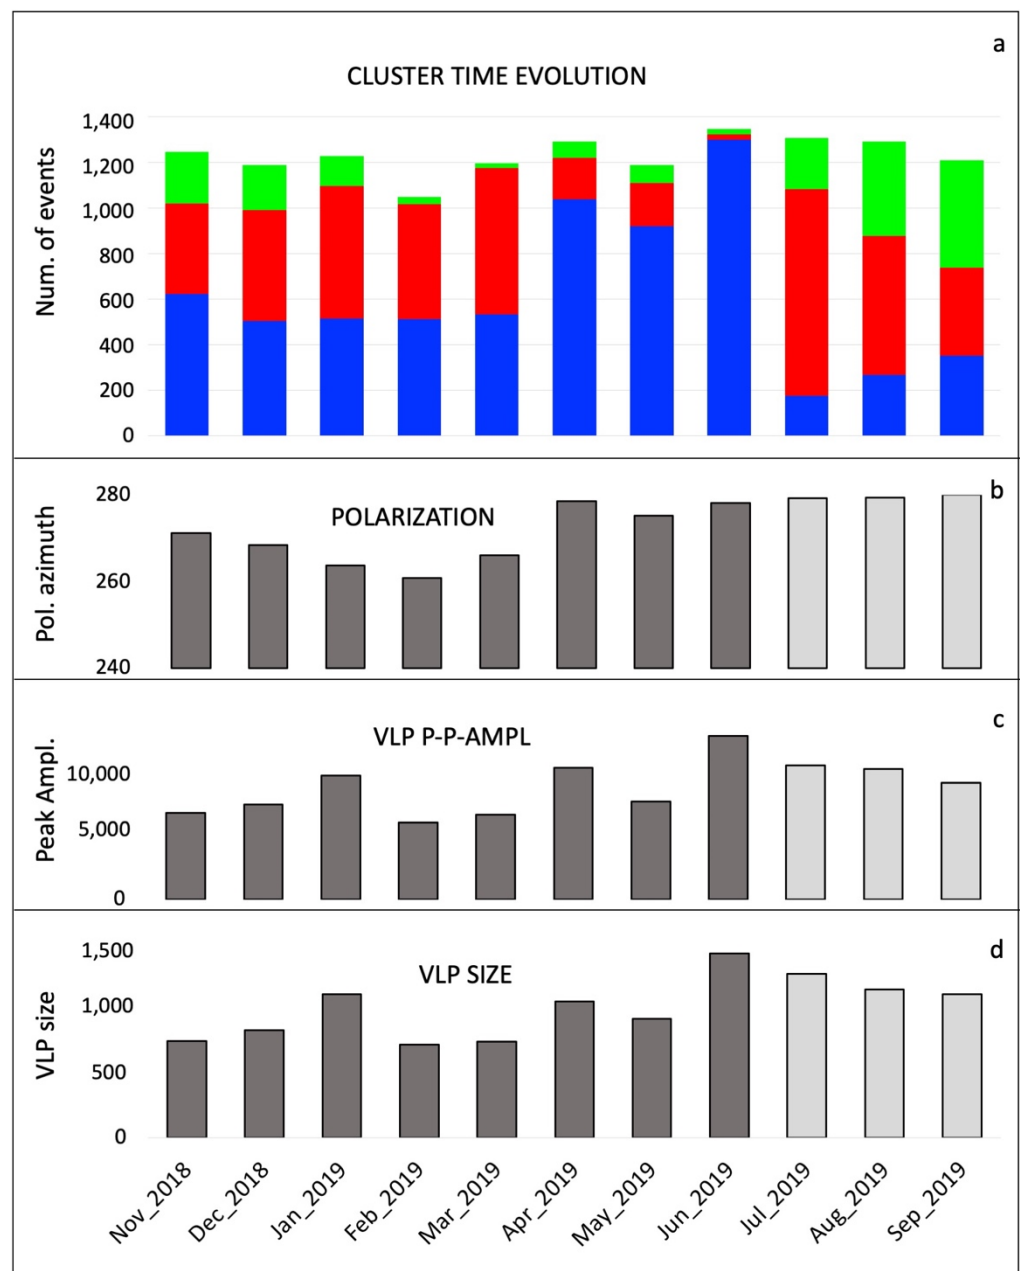 a
CLUSTER TIME EVOLUTION
Num. of events
1,400
1,200
1,000
800
600
400
200
0
b
POLARIZATION
Pol. azimuth
280
260
240
c
VLP P-P-AMPL
Peak Ampl.
10,000
5,000
0
d
VLP SIZE
VLP size
1,500
1,000
500
0
Nov_2018
Dec_2018
Jan_2019
Feb_2019
Mar_2019
Apr_2019
May_2019
Jun_2019
Jul_2019
Aug_2019
Sep_2019